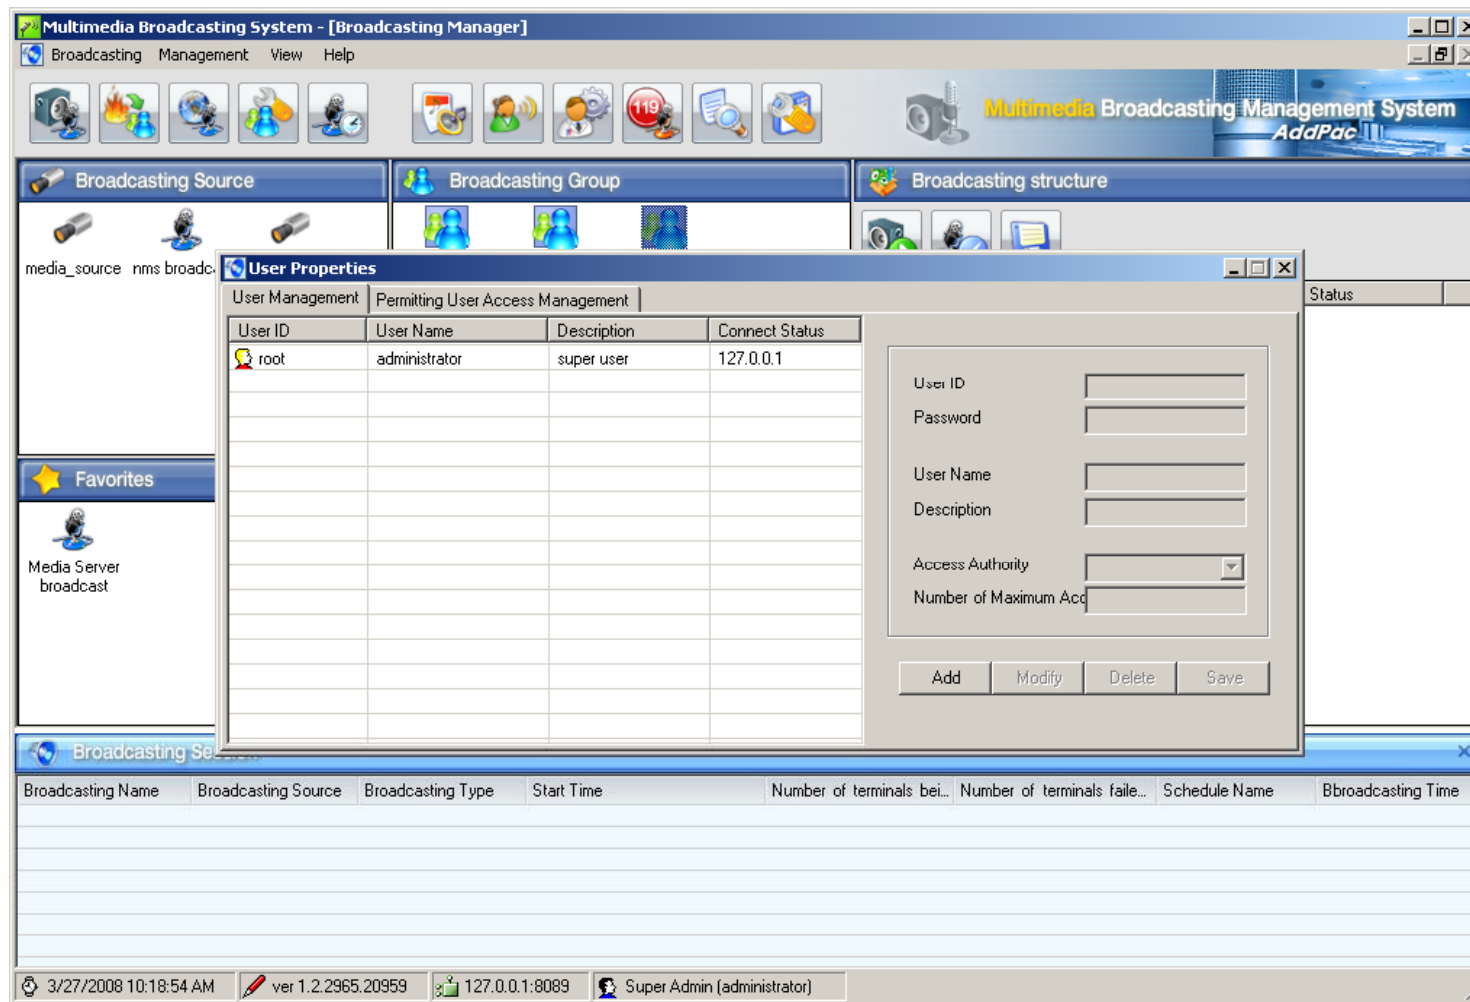 Multimedia Broadcasting System - [Broadcasting Manager]
Broadcasting Management View Help
119
Multimedia Broadcasting Management System
AddPac
Broadcasting Source
Broadcasting Group
Broadcasting structure
media_source nms broadc
User Properties
User Management Permitting User Access Management
Status
User ID User Name Description Connect Status
root administrator super user 127.0.0.1
User ID
Password
User Name
Description
Access Authority
Number of Maximum Acc
Add Modify Delete Save
Favorites
Media Server
broadcast
Broadcasting Se
Broadcasting Name Broadcasting Source Broadcasting Type Start Time Number of terminals bei... Number of terminals faile... Schedule Name Bbroadcasting Time
3/27/2008 10:18:54 AM ver 1.2.2965.20959 127.0.0.1:8089 Super Admin (administrator)